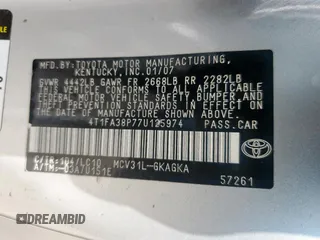 MFD. BY: TOYOTA MOTOR MANUFACTURING,
KENTUCKY, INC. 01/07
GVWR 4442LB GAWR FR 2668LB RR 2282LB
THIS VEHICLE CONFORMS TO ALL APPLICABLE
FEDERAL MOTOR VEHICLE SAFETY, BUMPER,
AND THEFT PREVENTION STANDARDS IN
EFFECT ON THE DATE OF MANUFACTURE
SHOWN ABOVE.
4T1FA38P77U125974 PASS.CAR
MCV31L-GKAGKA
TOYOTA
57261
DREAMBID